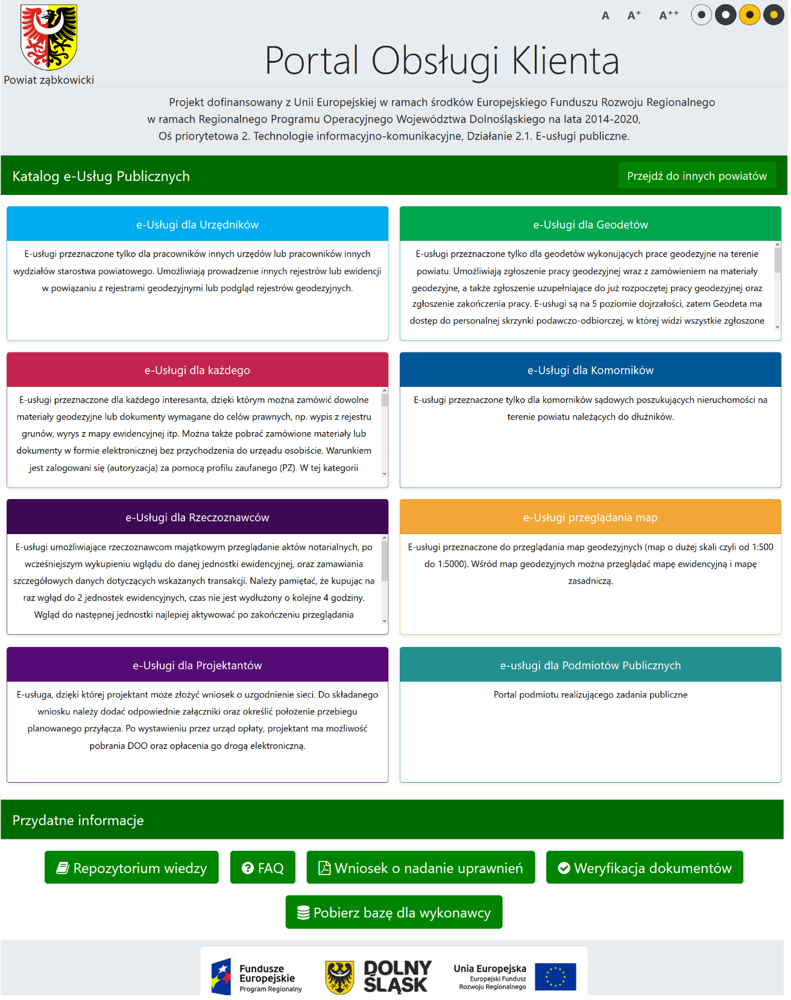 A A⁺ A⁺⁺
Powiat ząbkowicki
Portal Obsługi Klienta
Projekt dofinansowany z Unii Europejskiej w ramach środków Europejskiego Funduszu Rozwoju Regionalnego
w ramach Regionalnego Programu Operacyjnego Województwa Dolnośląskiego na lata 2014-2020,
Oś priorytetowa 2. Technologie informacyjno-komunikacyjne, Działanie 2.1. E-usługi publiczne.
Katalog e-Usług Publicznych
Przejdź do innych powiatów
e-Usługi dla Urzędników
E-usługi przeznaczone tylko dla pracowników innych urzędów lub pracowników innych
wydziałów starostwa powiatowego. Umożliwiają prowadzenie innych rejestrów lub ewidencji
w powiązaniu z rejestrami geodezyjnymi lub podgląd rejestrów geodezyjnych.
e-Usługi dla Geodetów
E-usługi przeznaczone tylko dla geodetów wykonujących prace geodezyjne na terenie
powiatu. Umożliwiają zgłoszenie pracy geodezyjnej wraz z zamówieniem na materiały
geodezyjne, a także zgłoszenie uzupełniające do już rozpoczętej pracy geodezyjnej oraz
zgłoszenie zakończenia pracy. E-usługi są na 5 poziomie dojrzałości, zatem Geodeta ma
dostęp do personalnej skrzynki podawczo-odbiorczej, w której widzi wszystkie zgłoszone
e-Usługi dla każdego
E-usługi przeznaczone dla każdego interesanta, dzięki którym można zamówić dowolne
materiały geodezyjne lub dokumenty wymagane do celów prawnych, np. wypis z rejestru
grunów, wyrys z mapy ewidencyjnej itp. Można także pobrać zamówione materiały lub
dokumenty w formie elektronicznej bez przychodzenia do urzęadu osobiście. Warunkiem
jest zalogowani się (autoryzacja) za pomocą profilu zaufanego (PZ). W tej kategorii
e-Usługi dla Komorników
E-usługi przeznaczone tylko dla komorników sądowych poszukujących nieruchomości na
terenie powiatu należących do dłużników.
e-Usługi dla Rzeczoznawców
E-usługi umożliwiające rzeczoznawcom majątkowym przeglądanie aktów notarialnych, po
wcześniejszym wykupieniu wglądu do danej jednostki ewidencyjnej, oraz zamawiania
szczegółowych danych dotyczących wskazanych transakcji. Należy pamiętać, że kupując na
raz wgłąd do 2 jednostek ewidencyjnych, czas nie jest wydłużony o kolejne 4 godziny.
Wgląd do następnej jednostki najlepiej aktywować po zakończeniu przeglądania
e-Usługi przeglądania map
E-usługi przeznaczone do przeglądania map geodezyjnych (map o dużej skali czyli od 1:500
do 1:5000). Wśród map geodezyjnych można przeglądać mapę ewidencyjną i mapę
zasadniczą.
e-Usługi dla Projektantów
E-usługa, dzięki której projektant może złożyć wniosek o uzgodnienie sieci. Do składanego
wniosku należy dodać odpowiednie załączniki oraz określić położenie przebiegu
planowanego przyłącza. Po wystawieniu przez urząd opłaty, projektant ma możliwość
pobrania DOO oraz opłacenia go drogą elektroniczną.
e-usługi dla Podmiotów Publicznych
Portal podmiotu realizującego zadania publiczne
Przydatne informacje
Repozytorium wiedzy
FAQ
Wniosek o nadanie uprawnień
Weryfikacja dokumentów
Pobierz bazę dla wykonawcy
Fundusze
Europejskie
Program Regionalny
DOLNY
ŚLĄSK
Unia Europejska
Europejski Fundusz
Rozwoju Regionalnego